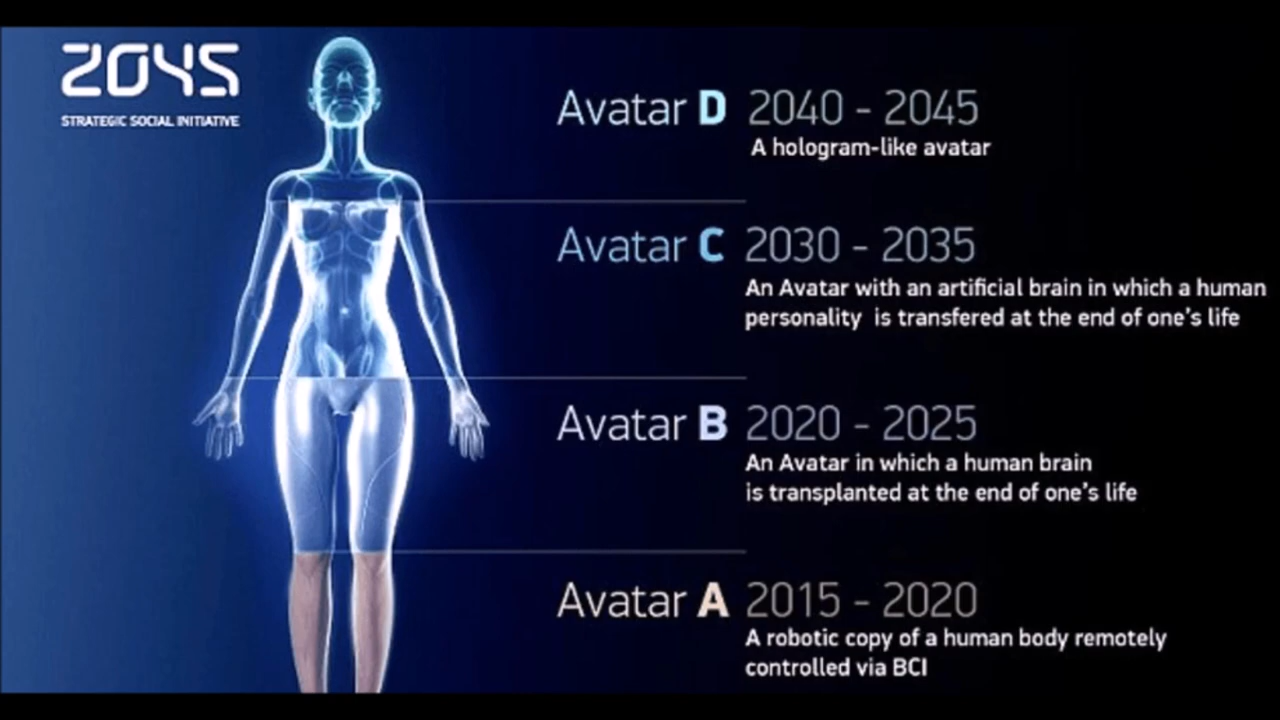 2045
STRATEGIC SOCIAL INITIATIVE
Avatar D 2040 - 2045
A hologram-like avatar
Avatar C 2030 - 2035
An Avatar with an artificial brain in which a human
personality is transfered at the end of one's life
Avatar B 2020 - 2025
An Avatar in which a human brain
is transplanted at the end of one's life
Avatar A 2015 - 2020
A robotic copy of a human body remotely
controlled via BCI